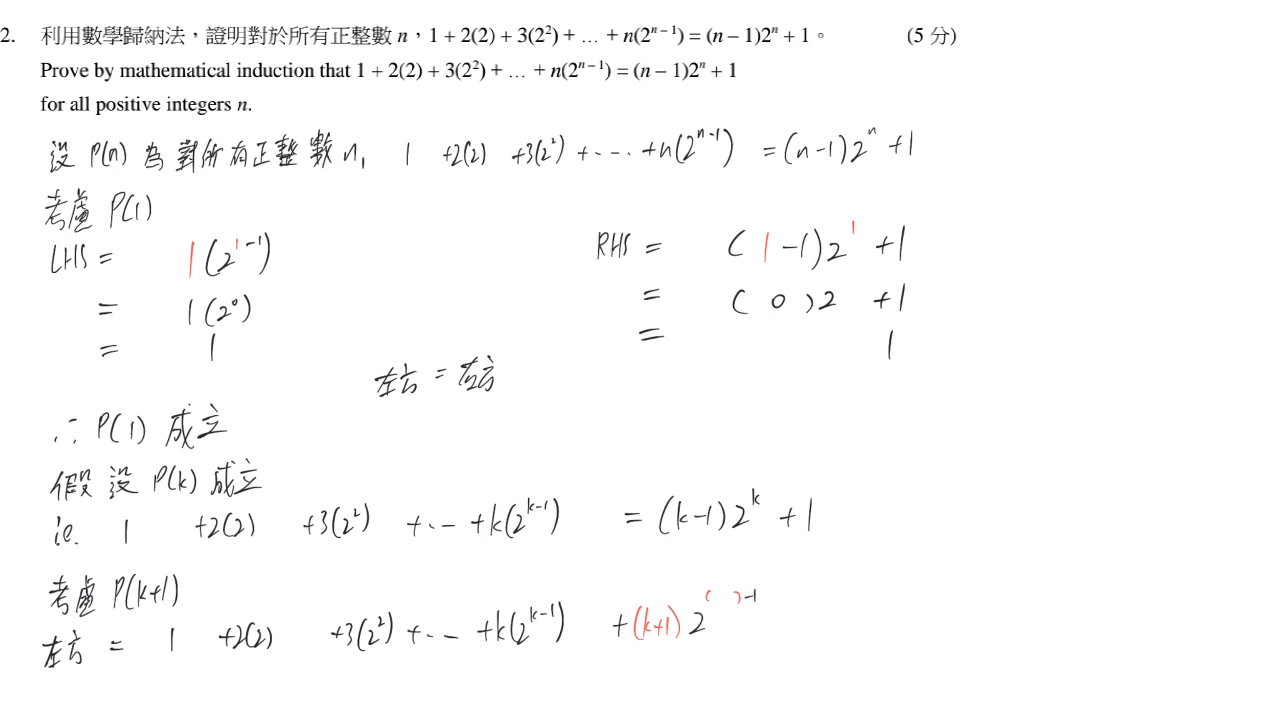 2. 利用數學歸納法，證明對於所有正整數 n，1 + 2(2) + 3(2²) + … + n(2ⁿ⁻¹) = (n – 1)2ⁿ + 1。 (5 分)
Prove by mathematical induction that 1 + 2(2) + 3(2²) + … + n(2ⁿ⁻¹) = (n – 1)2ⁿ + 1
for all positive integers n.
設 P(n) 為對所有正整數 n, 1 +2(2) +3(2²) +...... +n(2ⁿ⁻¹) = (n-1)2ⁿ +1
考慮 P(1)
LHS = 1(2¹⁻¹) RHS = (1-1)2¹ +1
= 1(2⁰) = (0)2 +1
= 1 = 1
左方 = 右方
∴ P(1) 成立
假設 P(k) 成立
i.e. 1 +2(2) +3(2²) +... +k(2ᵏ⁻¹) = (k-1)2ᵏ +1
考慮 P(k+1)
左方 = 1 +2(2) +3(2²) +... +k(2ᵏ⁻¹) +(k+1)2⁽ ⁾⁻¹